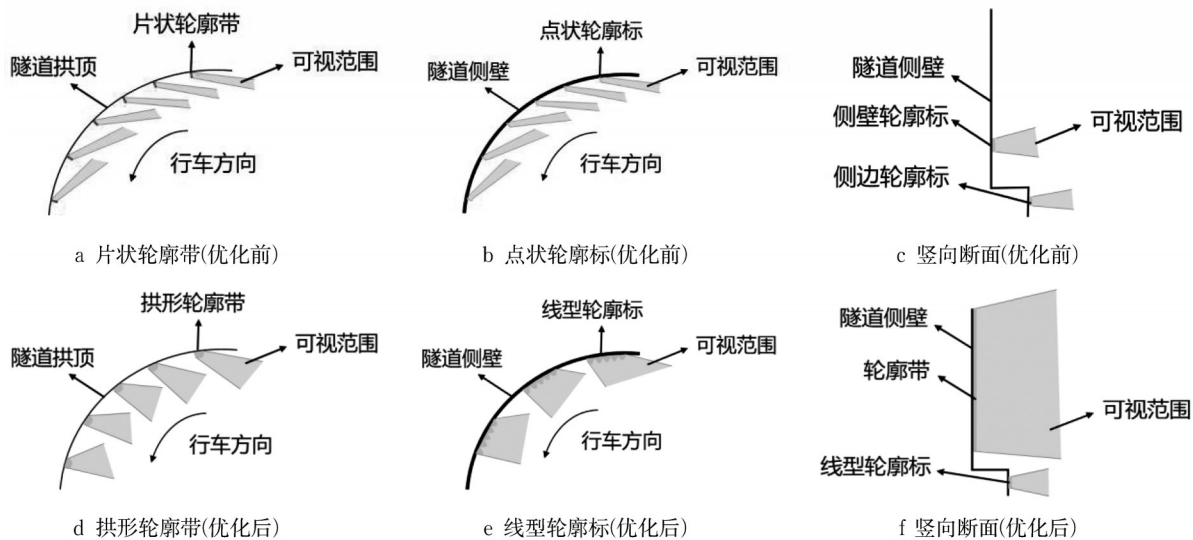 片状轮廓带
隧道拱顶
可视范围
行车方向
a 片状轮廓带(优化前)
点状轮廓标
隧道侧壁
可视范围
行车方向
b 点状轮廓标(优化前)
隧道侧壁
侧壁轮廓标
可视范围
侧边轮廓标
c 竖向断面(优化前)
拱形轮廓带
隧道拱顶
可视范围
行车方向
d 拱形轮廓带(优化后)
线型轮廓标
隧道侧壁
可视范围
行车方向
e 线型轮廓标(优化后)
隧道侧壁
轮廓带
可视范围
线型轮廓标
f 竖向断面(优化后)